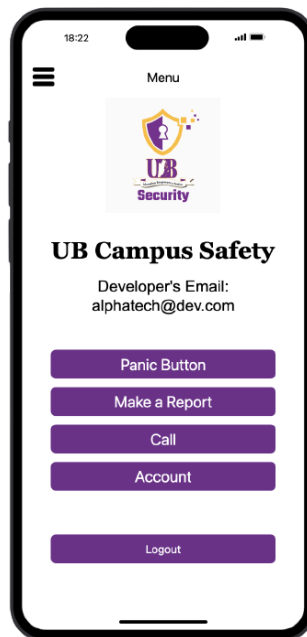 18:22
Menu
UB
Security
UB Campus Safety
Developer's Email:
alphatech@dev.com
Panic Button
Make a Report
Call
Account
Logout